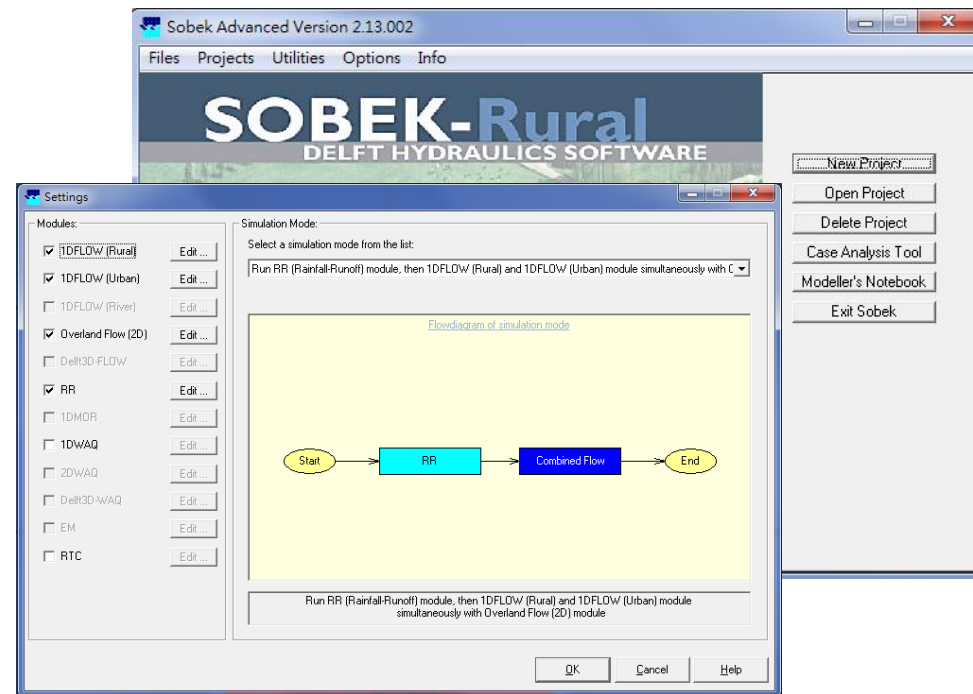 Sobek Advanced Version 2.13.002
Files Projects Utilities Options Info
SOBEK-Rural
DELFT HYDRAULICS SOFTWARE
New Project
Open Project
Delete Project
Case Analysis Tool
Modeller's Notebook
Exit Sobek
Settings
Modules:
1DFLOW (Rural) Edit ...
1DFLOW (Urban) Edit ...
1DFLOW (River) Edit ...
Overland Flow (2D) Edit ...
Delft3D-FLOW Edit ...
RR Edit ...
1DMOR Edit ...
1DWAQ Edit ...
2DWAQ Edit ...
Delft3D-WAQ Edit ...
EM Edit ...
RTC Edit ...
Simulation Mode:
Select a simulation mode from the list:
Run RR (Rainfall-Runoff) module, then 1DFLOW (Rural) and 1DFLOW (Urban) module simultaneously with
Flowdiagram of simulation mode
Start RR Combined Flow End
Run RR (Rainfall-Runoff) module, then 1DFLOW (Rural) and 1DFLOW (Urban) module
simultaneously with Overland Flow (2D) module
OK Cancel Help